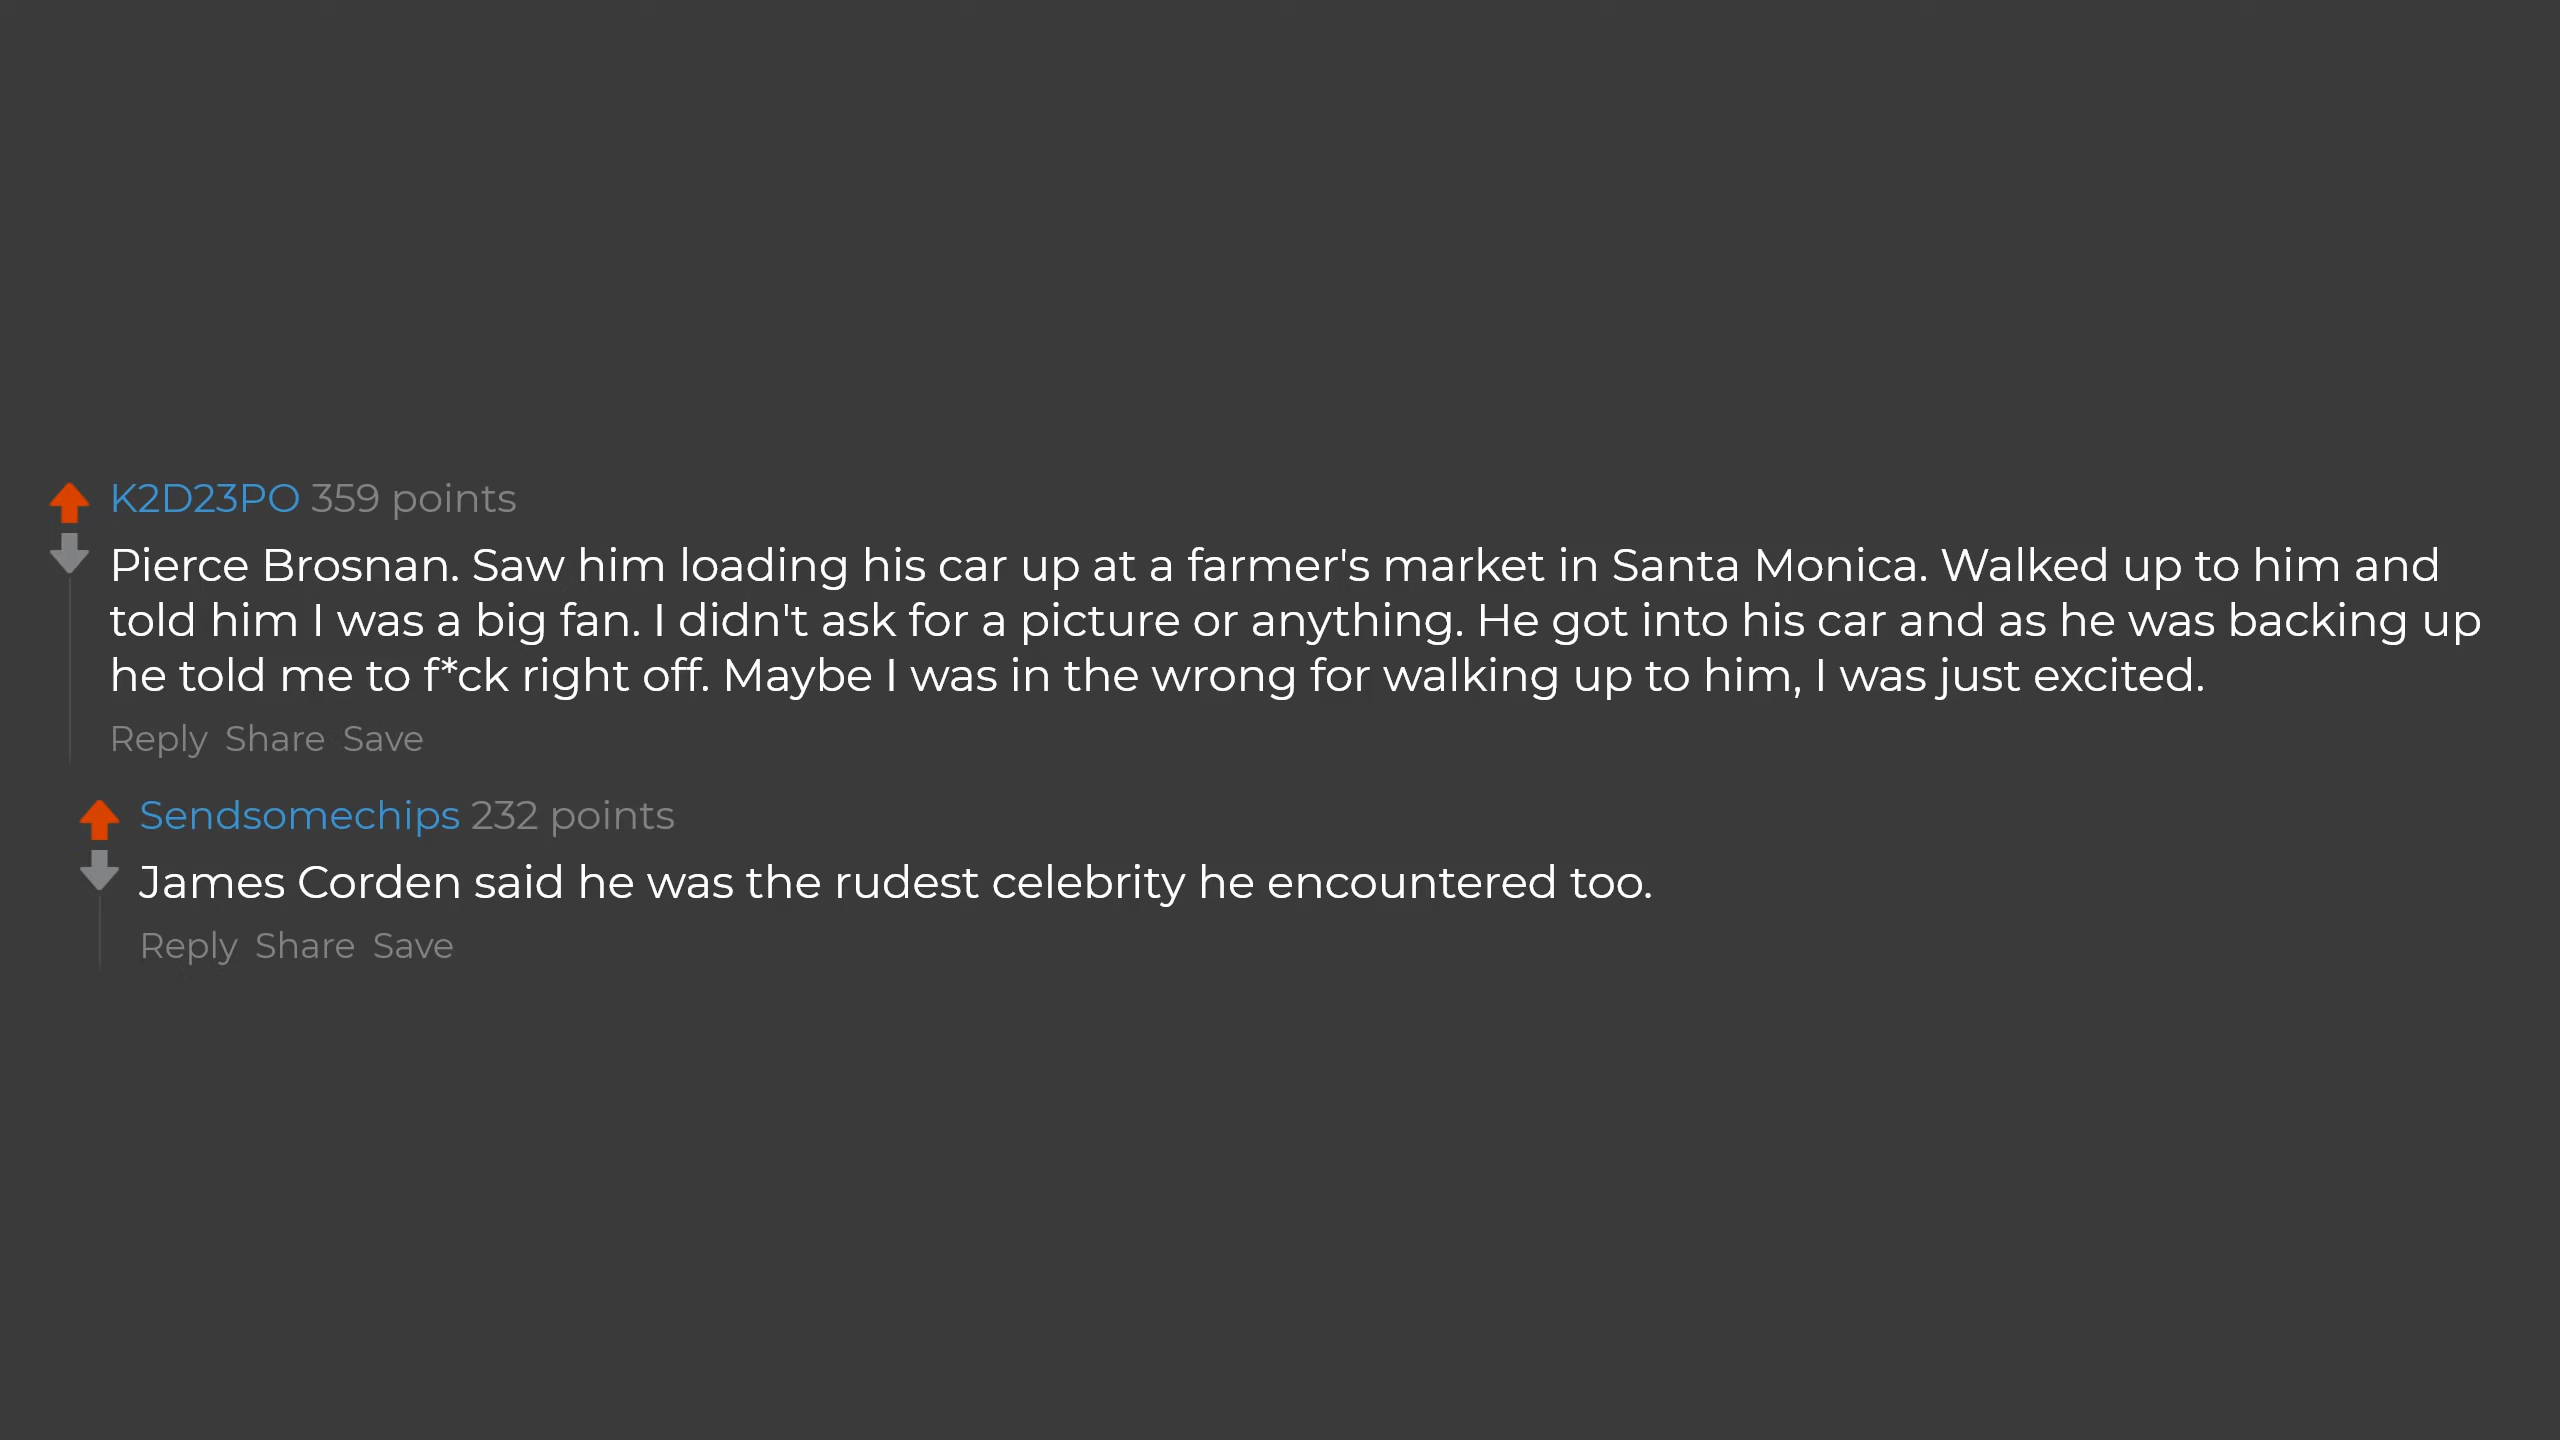 K2D23PO 359 points
Pierce Brosnan. Saw him loading his car up at a farmer's market in Santa Monica. Walked up to him and
told him I was a big fan. I didn't ask for a picture or anything. He got into his car and as he was backing up
he told me to f*ck right off. Maybe I was in the wrong for walking up to him, I was just excited.
Reply Share Save
Sendsomechips 232 points
James Corden said he was the rudest celebrity he encountered too.
Reply Share Save